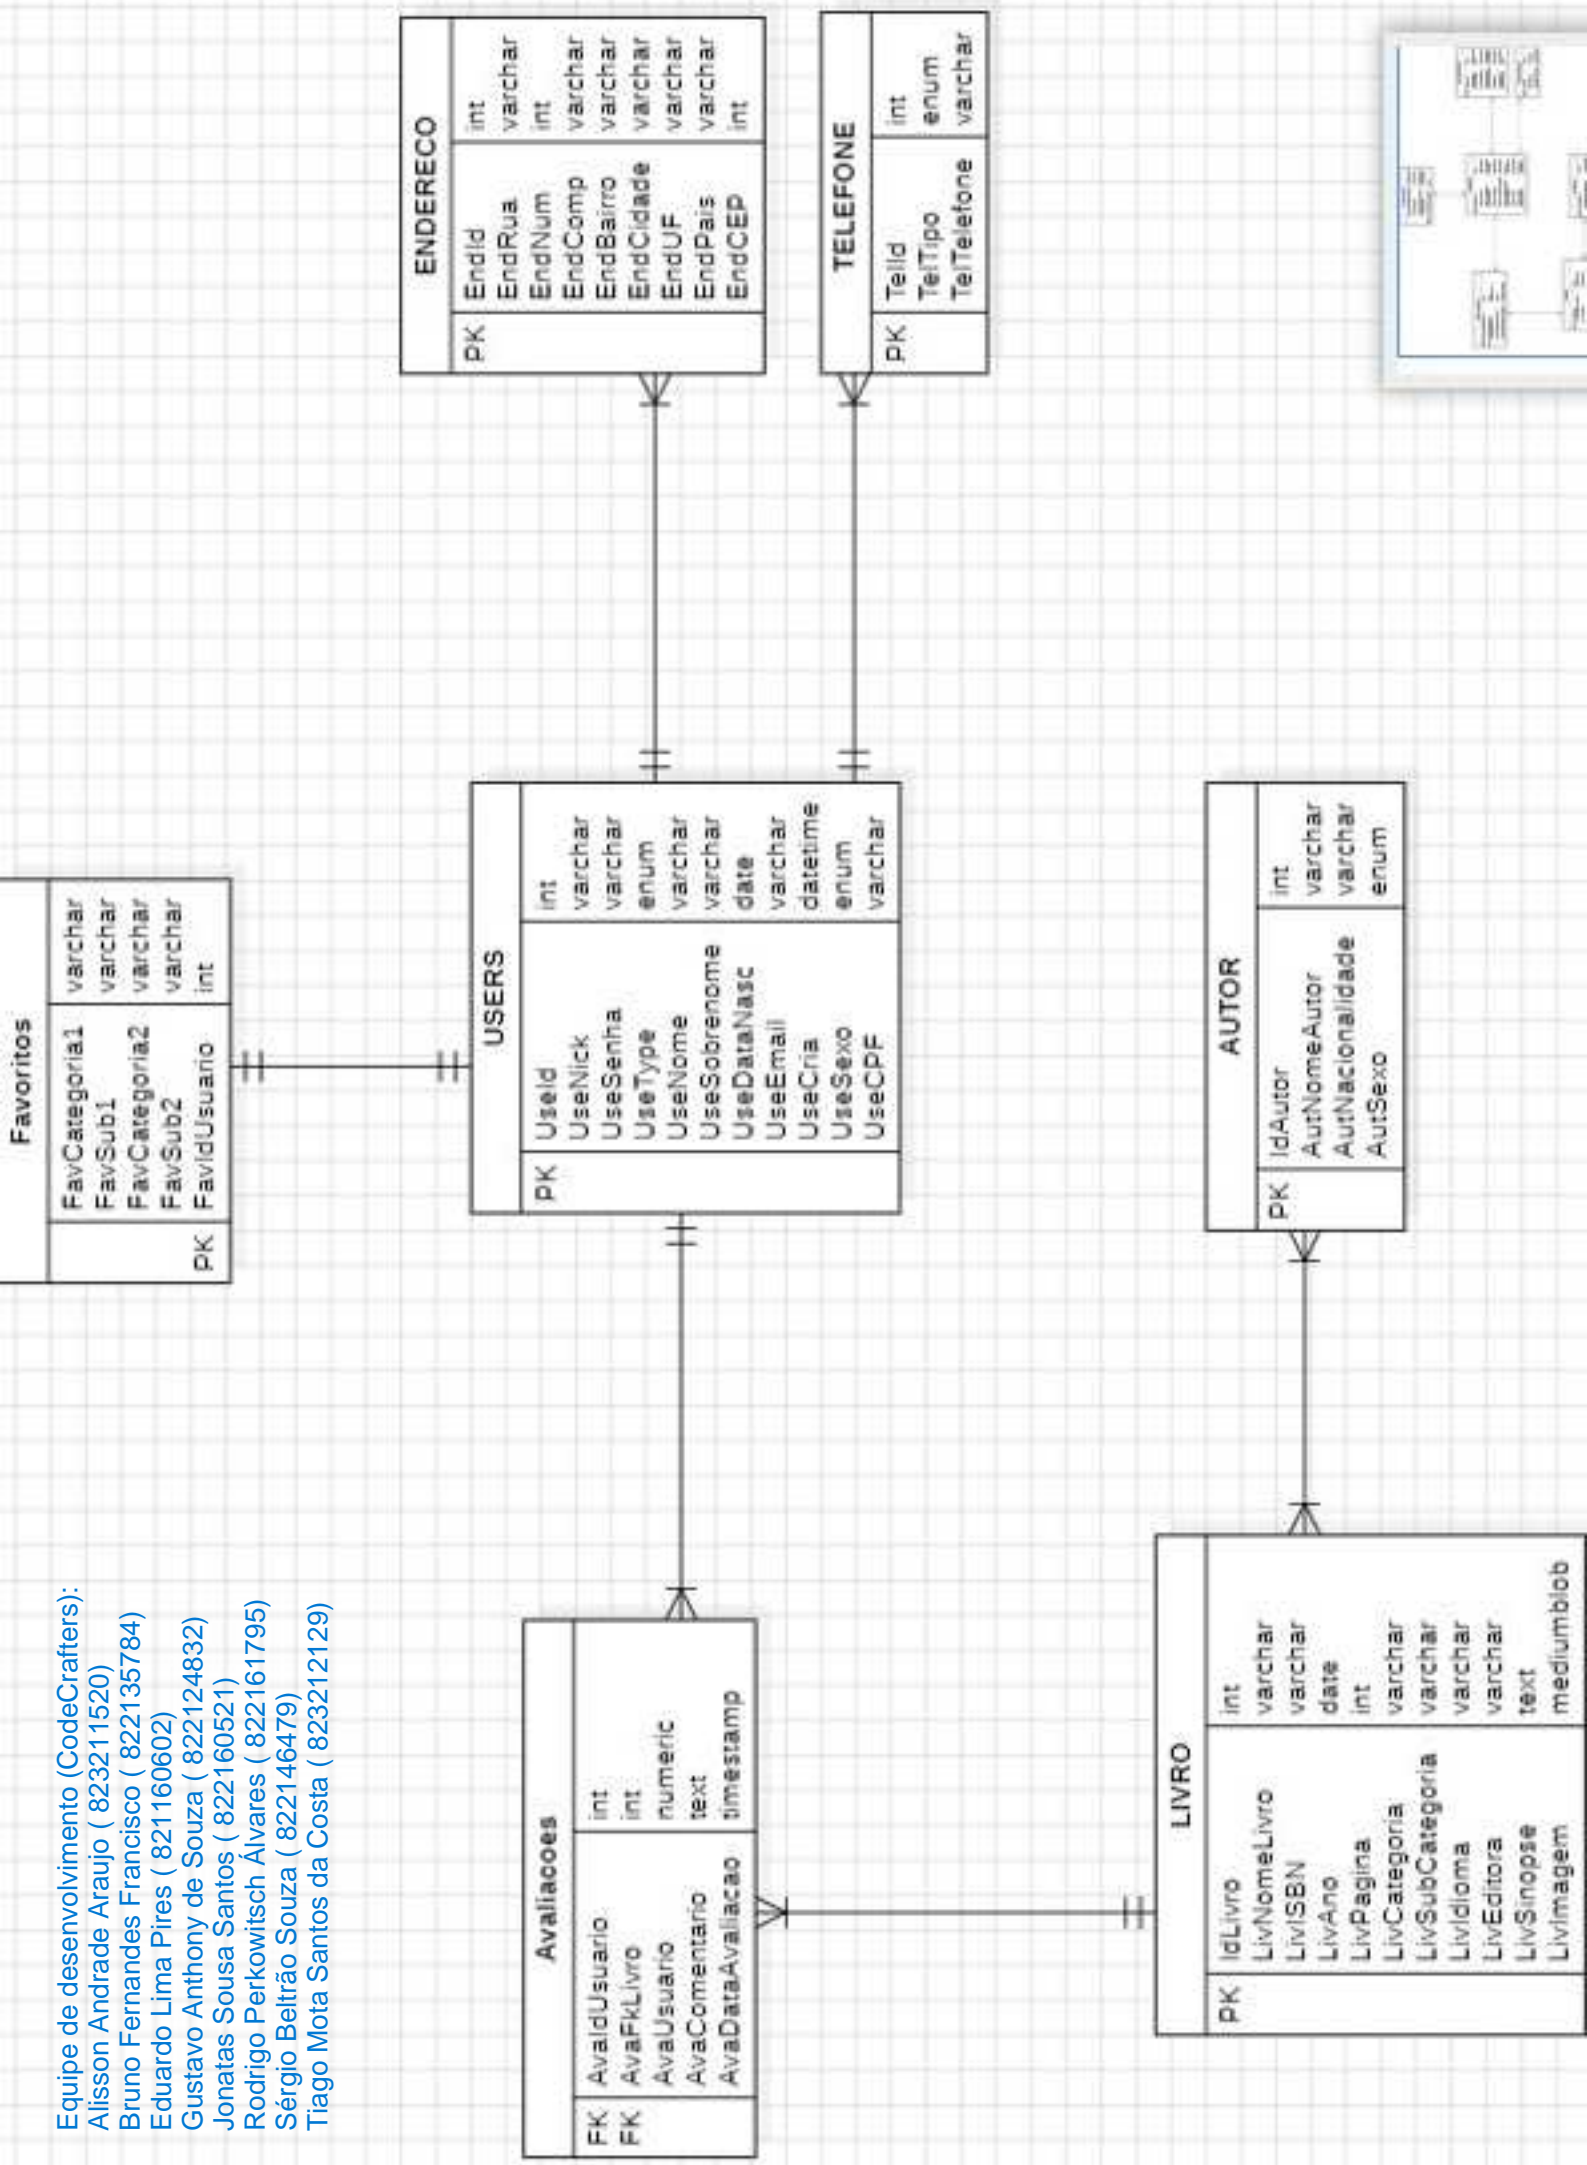 Equipe de desenvolvimento (CodeCrafters):
Alisson Andrade Araujo ( 823211520)
Bruno Fernandes Francisco ( 822135784)
Eduardo Lima Pires ( 821160602)
Gustavo Anthony de Souza ( 822124832)
Jonatas Sousa Santos ( 822160521)
Rodrigo Perkowitsch Álvares ( 822161795)
Sérgio Beltrão Souza ( 822146479)
Tiago Mota Santos da Costa ( 823212129)
Favoritos
FavCategoria1 varchar
FavSub1 varchar
FavCategoria2 varchar
FavSub2 varchar
PK FavIdUsuario int
ENDERECO
PK EndId int
EndRua varchar
EndNum int
EndComp varchar
EndBairro varchar
EndCidade varchar
EndUF varchar
EndPais varchar
EndCEP int
USERS
PK UseId int
UseNick varchar
UseSenha varchar
UseType enum
UseNome varchar
UseSobrenome varchar
UseDataNasc date
UseEmail varchar
UseCria datetime
UseSexo enum
UseCPF varchar
Avaliacoes
FK AvaIdUsuario int
FK AvaFkLivro int
AvaUsuario numeric
AvaComentario text
AvaDataAvaliacao timestamp
TELEFONE
PK TelId int
TelTipo enum
TelTelefone varchar
LIVRO
PK IdLivro int
LivNomeLivro varchar
LivISBN varchar
LivAno date
LivPagina int
LivCategoria varchar
LivSubCategoria varchar
LivIdioma varchar
LivEditora varchar
LivSinopse text
LivImagem mediumblob
AUTOR
PK IdAutor int
AutNomeAutor varchar
AutNacionalidade varchar
AutSexo enum